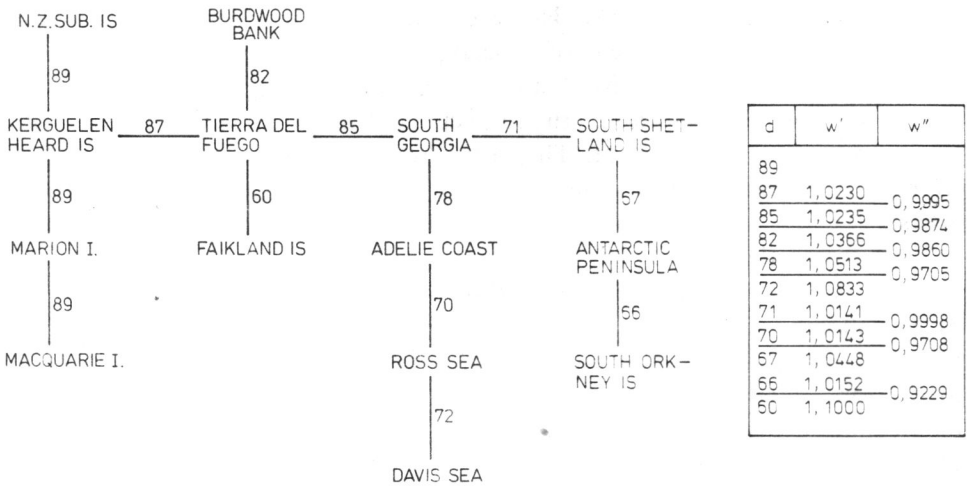 N.Z.SUB. IS
BURDWOOD
BANK
89
82
KERGUELEN
HEARD IS
87
TIERRA DEL
FUEGO
85
SOUTH
GEORGIA
71
SOUTH SHET-
LAND IS
89
60
78
67
MARION I.
FAIKLAND IS
ADELIE COAST
ANTARCTIC
PENINSULA
89
70
66
MACQUARIE I.
ROSS SEA
SOUTH ORK-
NEY IS
72
DAVIS SEA
d w' w"
89
87 1,0230
0,9995
85 1,0235
0,9874
82 1,0366
0,9860
78 1,0513
0,9705
72 1,0833
71 1,0141
0,9998
70 1,0143
0,9708
67 1,0448
66 1,0152
0,9229
60 1,1000